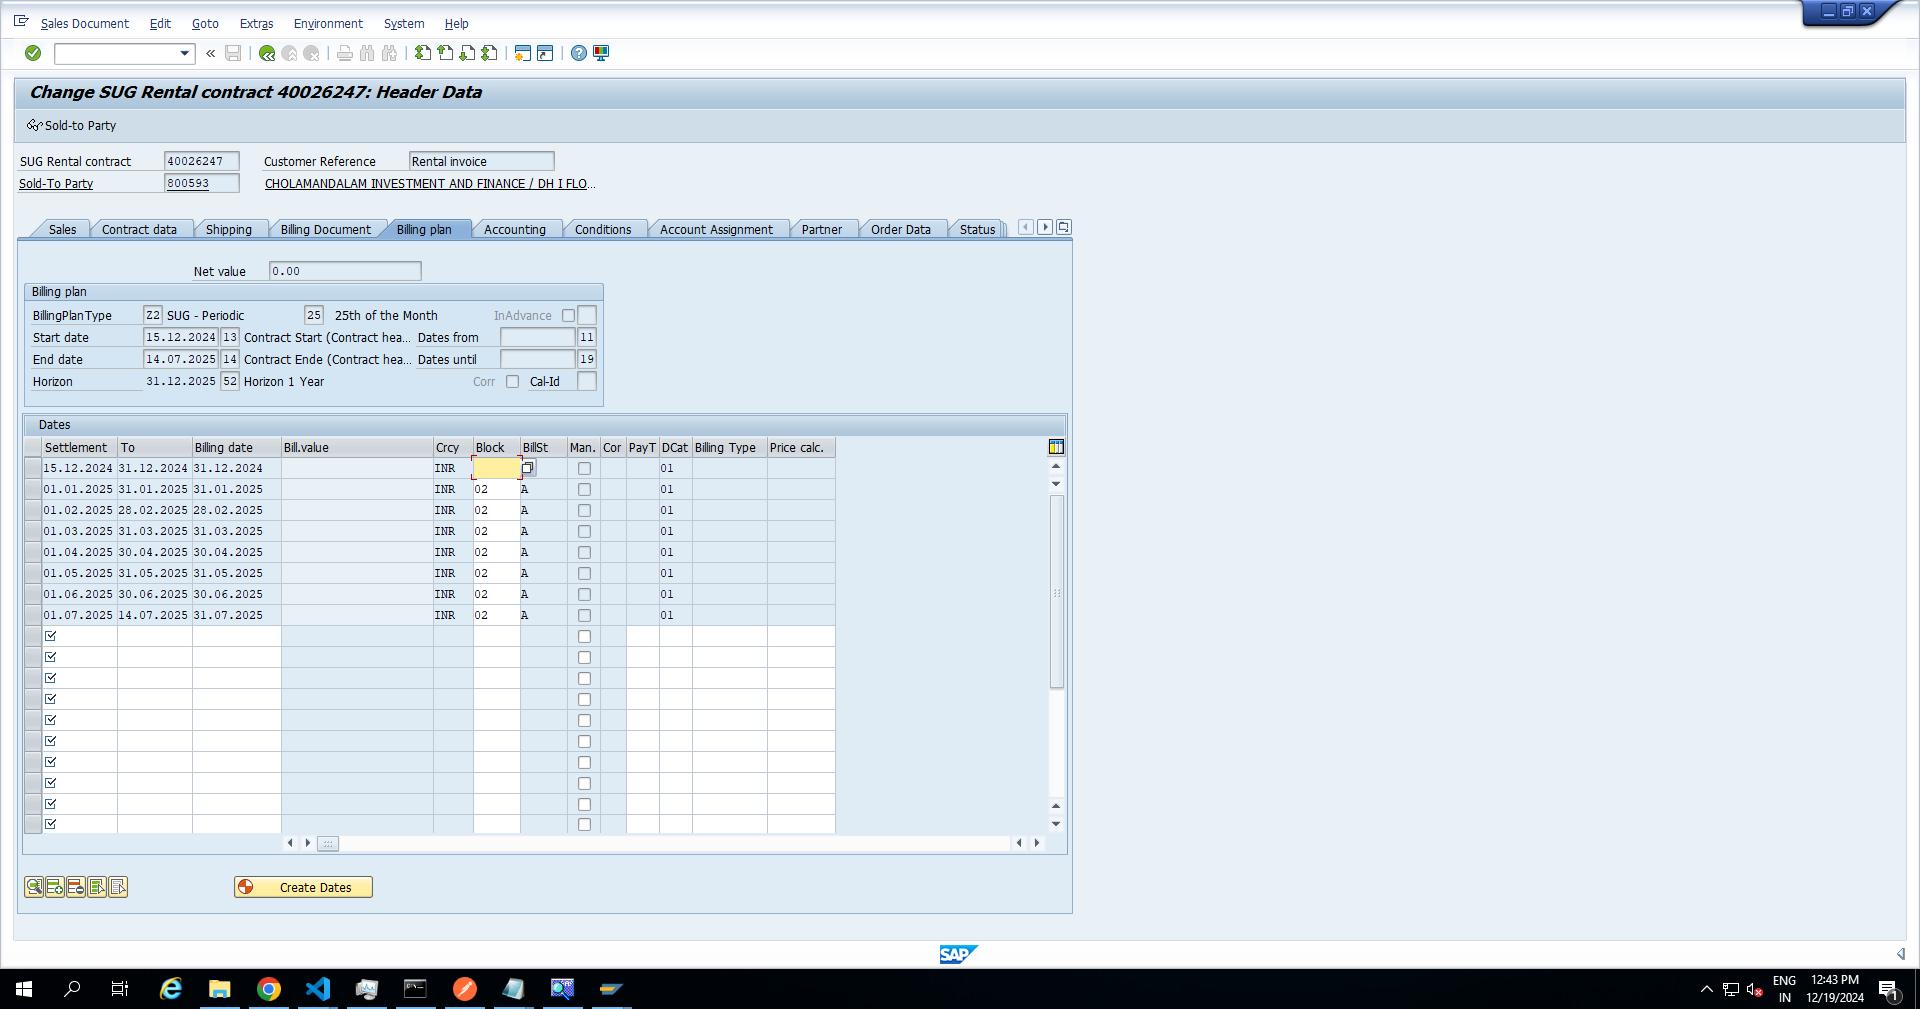 Sales Document Edit Goto Extras Environment System Help
Change SUG Rental contract 40026247: Header Data
Sold-to Party
SUG Rental contract 40026247 Customer Reference Rental invoice
Sold-To Party 800593 CHOLAMANDALAM INVESTMENT AND FINANCE / DH I FLO...
Sales Contract data Shipping Billing Document Billing plan Accounting Conditions Account Assignment Partner Order Data Status
Net value 0.00
Billing plan
BillingPlanType Z2 SUG - Periodic 25 25th of the Month InAdvance
Start date 15.12.2024 13 Contract Start (Contract hea... Dates from 11
End date 14.07.2025 14 Contract Ende (Contract hea... Dates until 19
Horizon 31.12.2025 52 Horizon 1 Year Corr Cal-Id
Dates
Settlement To Billing date Bill.value Crcy Block BillSt Man. Cor PayT DCat Billing Type Price calc.
15.12.2024 31.12.2024 31.12.2024 INR 01
01.01.2025 31.01.2025 31.01.2025 INR 02 A 01
01.02.2025 28.02.2025 28.02.2025 INR 02 A 01
01.03.2025 31.03.2025 31.03.2025 INR 02 A 01
01.04.2025 30.04.2025 30.04.2025 INR 02 A 01
01.05.2025 31.05.2025 31.05.2025 INR 02 A 01
01.06.2025 30.06.2025 30.06.2025 INR 02 A 01
01.07.2025 14.07.2025 31.07.2025 INR 02 A 01
Create Dates
SAP
ENG 12:43 PM
IN 12/19/2024 1